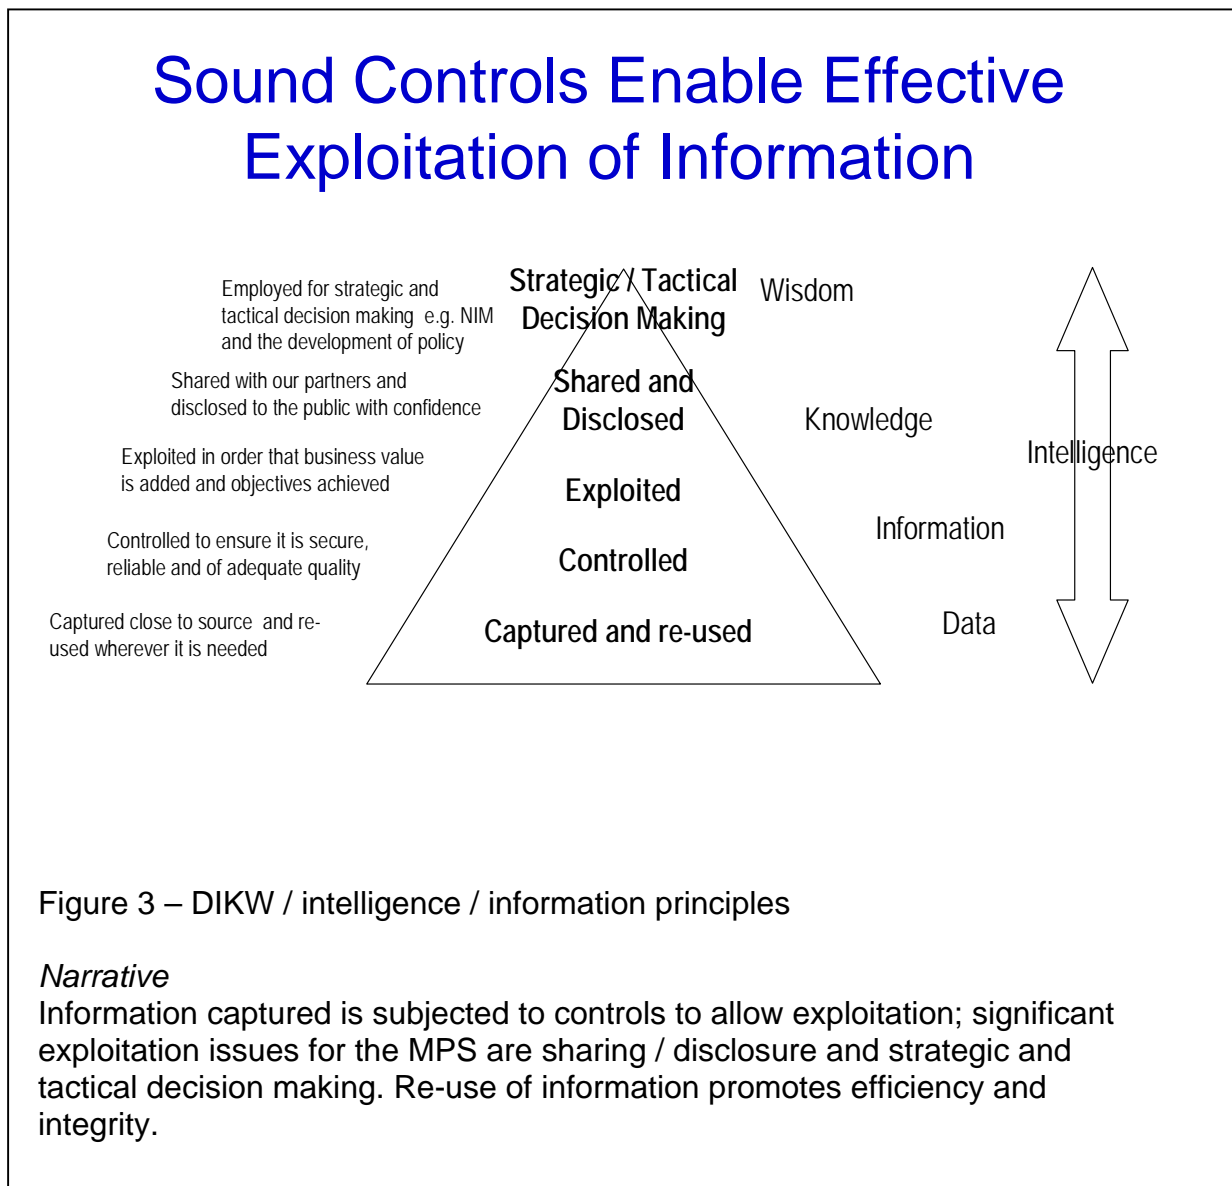 Sound Controls Enable Effective
Exploitation of Information
Employed for strategic and
tactical decision making e.g. NIM
and the development of policy
Strategic / Tactical
Decision Making
Wisdom
Shared with our partners and
disclosed to the public with confidence
Shared and
Disclosed
Knowledge
Intelligence
Exploited in order that business value
is added and objectives achieved
Exploited
Information
Controlled to ensure it is secure,
reliable and of adequate quality
Controlled
Captured close to source and re-
used wherever it is needed
Captured and re-used
Data
Figure 3 – DIKW / intelligence / information principles
Narrative
Information captured is subjected to controls to allow exploitation; significant
exploitation issues for the MPS are sharing / disclosure and strategic and
tactical decision making. Re-use of information promotes efficiency and
integrity.